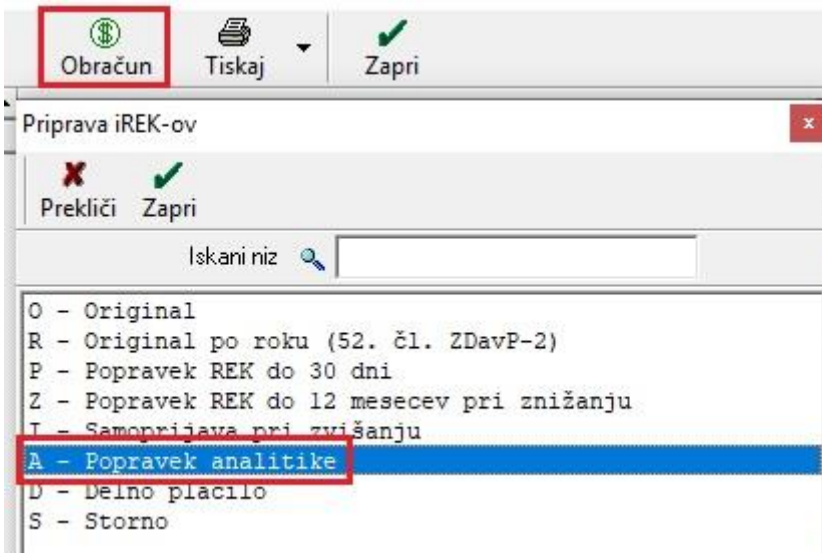 Obračun Tiskaj Zapri
Priprava iREK-ov
x
Prekliči Zapri
Iskani niz
O - Original
R - Original po roku (52. čl. ZDavP-2)
P - Popravek REK do 30 dni
Z - Popravek REK do 12 mesecev pri znižanju
I - Samoprijava pri zvišanju
A - Popravek analitike
D - Delno plačilo
S - Storno